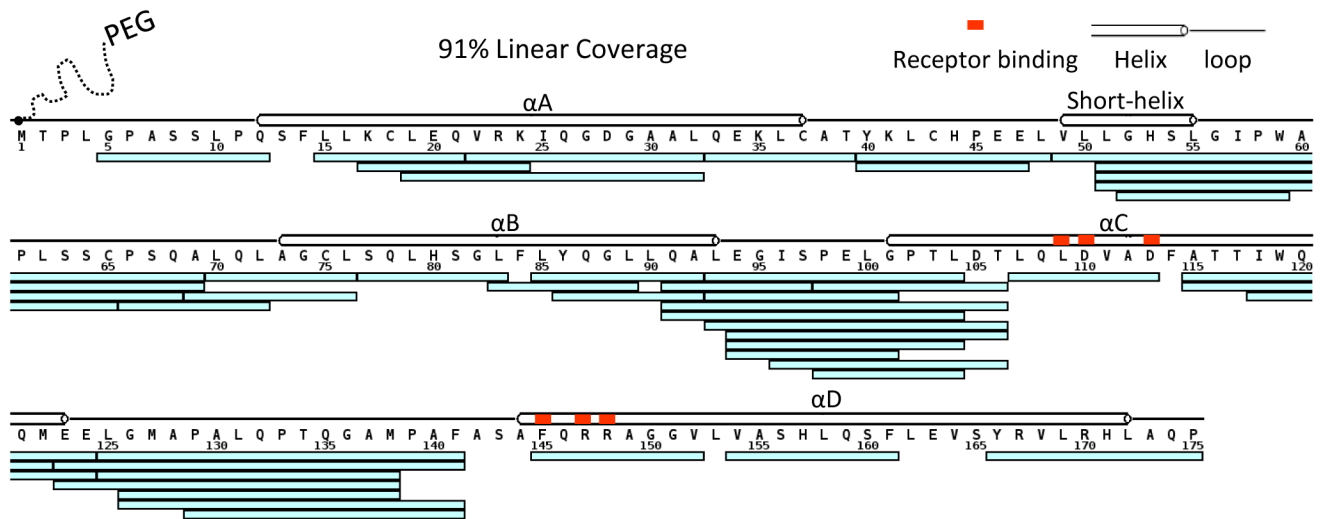 PEG
91% Linear Coverage
Receptor binding Helix loop
αA Short-helix
M T P L G P A S S L P Q S F L L K C L E Q V R K I Q G D G A A L Q E K L C A T Y K L C H P E E L V L L G H S L G I P W A
1 5 10 15 20 25 30 35 40 45 50 55 60
αB αC
P L S S C P S Q A L Q L A G C L S Q L H S G L F L Y Q G L L Q A L E G I S P E L G P T L D T L Q L D V A D F A T T I W Q
65 70 75 80 85 90 95 100 105 110 115 120
αD
Q M E E L G M A P A L Q P T Q G A M P A F A S A F Q R R A G G V L V A S H L Q S F L E V S Y R V L R H L A Q P
125 130 135 140 145 150 155 160 165 170 175